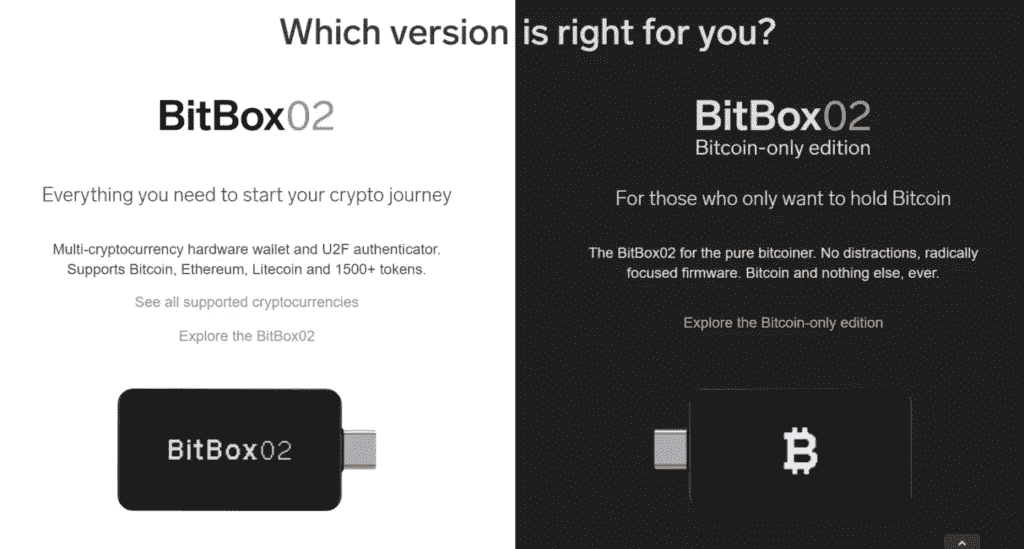 Which version is right for you?
BitBox02
Everything you need to start your crypto journey
Multi-cryptocurrency hardware wallet and U2F authenticator.
Supports Bitcoin, Ethereum, Litecoin and 1500+ tokens.
See all supported cryptocurrencies
Explore the BitBox02
BitBox02
BitBox02
Bitcoin-only edition
For those who only want to hold Bitcoin
The BitBox02 for the pure bitcoiner. No distractions, radically
focused firmware. Bitcoin and nothing else, ever.
Explore the Bitcoin-only edition
₿